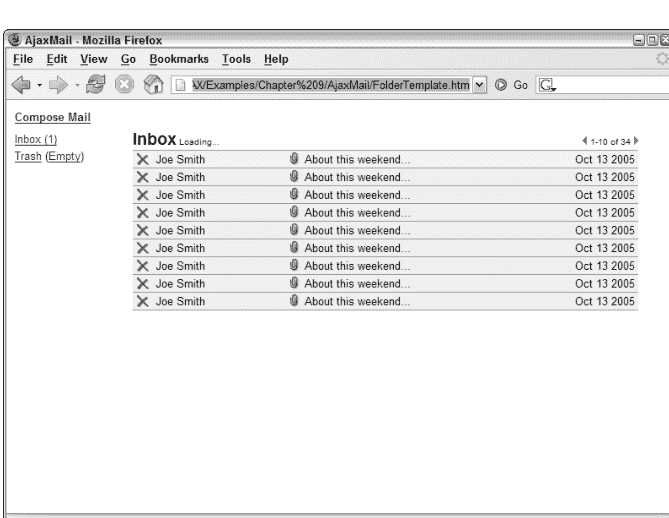 AjaxMail - Mozilla Firefox
File Edit View Go Bookmarks Tools Help
\X/Examples/Chapter%209/AjaxMail/FolderTemplate.htm Go G
Compose Mail
Inbox (1)
Trash (Empty)
Inbox Loading... 1-10 of 34
Joe Smith About this weekend... Oct 13 2005
Joe Smith About this weekend... Oct 13 2005
Joe Smith About this weekend... Oct 13 2005
Joe Smith About this weekend... Oct 13 2005
Joe Smith About this weekend... Oct 13 2005
Joe Smith About this weekend... Oct 13 2005
Joe Smith About this weekend... Oct 13 2005
Joe Smith About this weekend... Oct 13 2005
Joe Smith About this weekend... Oct 13 2005